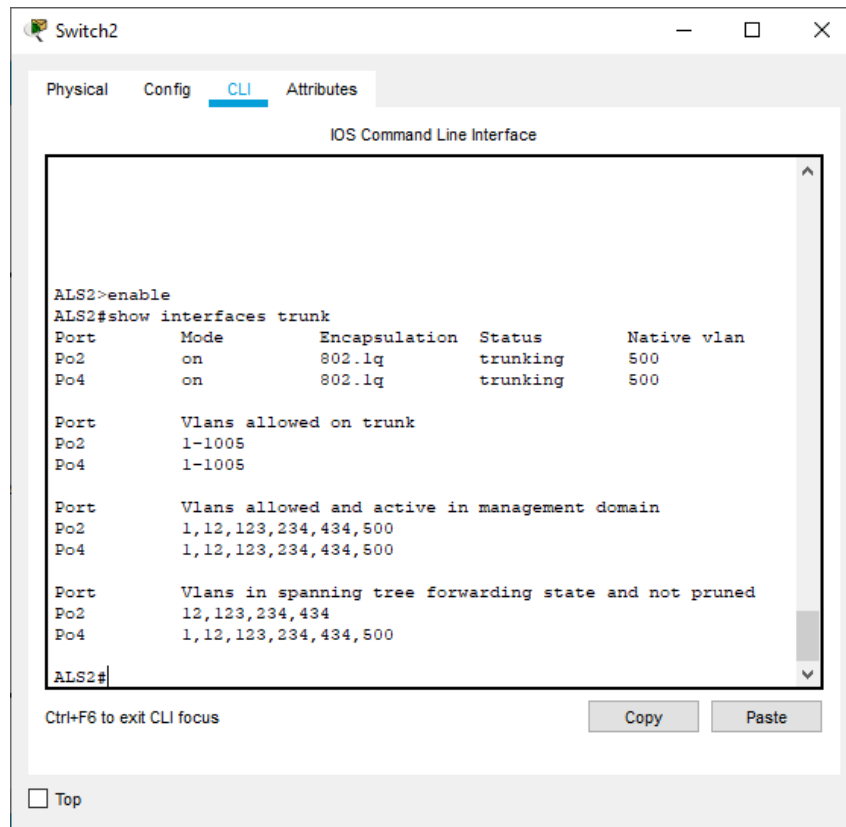 Switch2
Physical Config CLI Attributes
IOS Command Line Interface
ALS2>enable
ALS2#show interfaces trunk
Port        Mode         Encapsulation  Status        Native vlan
Po2         on           802.1q         trunking      500
Po4         on           802.1q         trunking      500
Port        Vlans allowed on trunk
Po2         1-1005
Po4         1-1005
Port        Vlans allowed and active in management domain
Po2         1,12,123,234,434,500
Po4         1,12,123,234,434,500
Port        Vlans in spanning tree forwarding state and not pruned
Po2         12,123,234,434
Po4         1,12,123,234,434,500
ALS2#
Ctrl+F6 to exit CLI focus
Copy Paste
Top